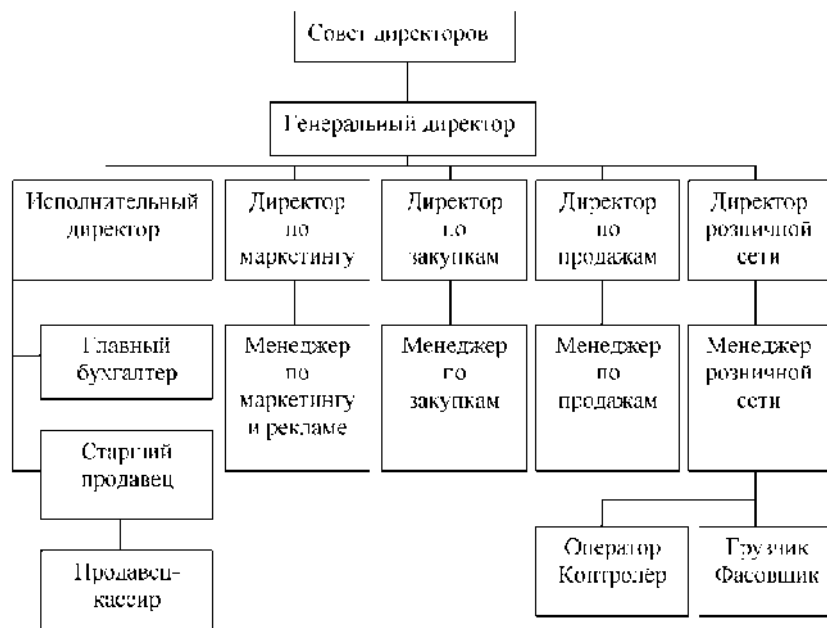 Совет директоров
Генеральный директор
Исполнительный
директор
Директор
по
маркетингу
Директор
по
закупкам
Директор
по
продажам
Директор
розничной
сети
Главный
бухгалтер
Менеджер
по
маркетингу
и рекламе
Менеджер
по
закупкам
Менеджер
по
продажам
Менеджер
розничной
сети
Старший
продавец
Продавец-
кассир
Оператор
Контролёр
Грузчик
Фасовщик